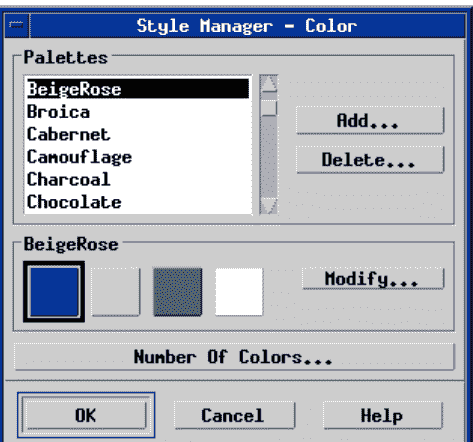 Style Manager - Color
Palettes
BeigeRose
Broica
Cabernet
Camouflage
Charcoal
Chocolate
Add...
Delete...
BeigeRose
Modify...
Number Of Colors...
OK
Cancel
Help